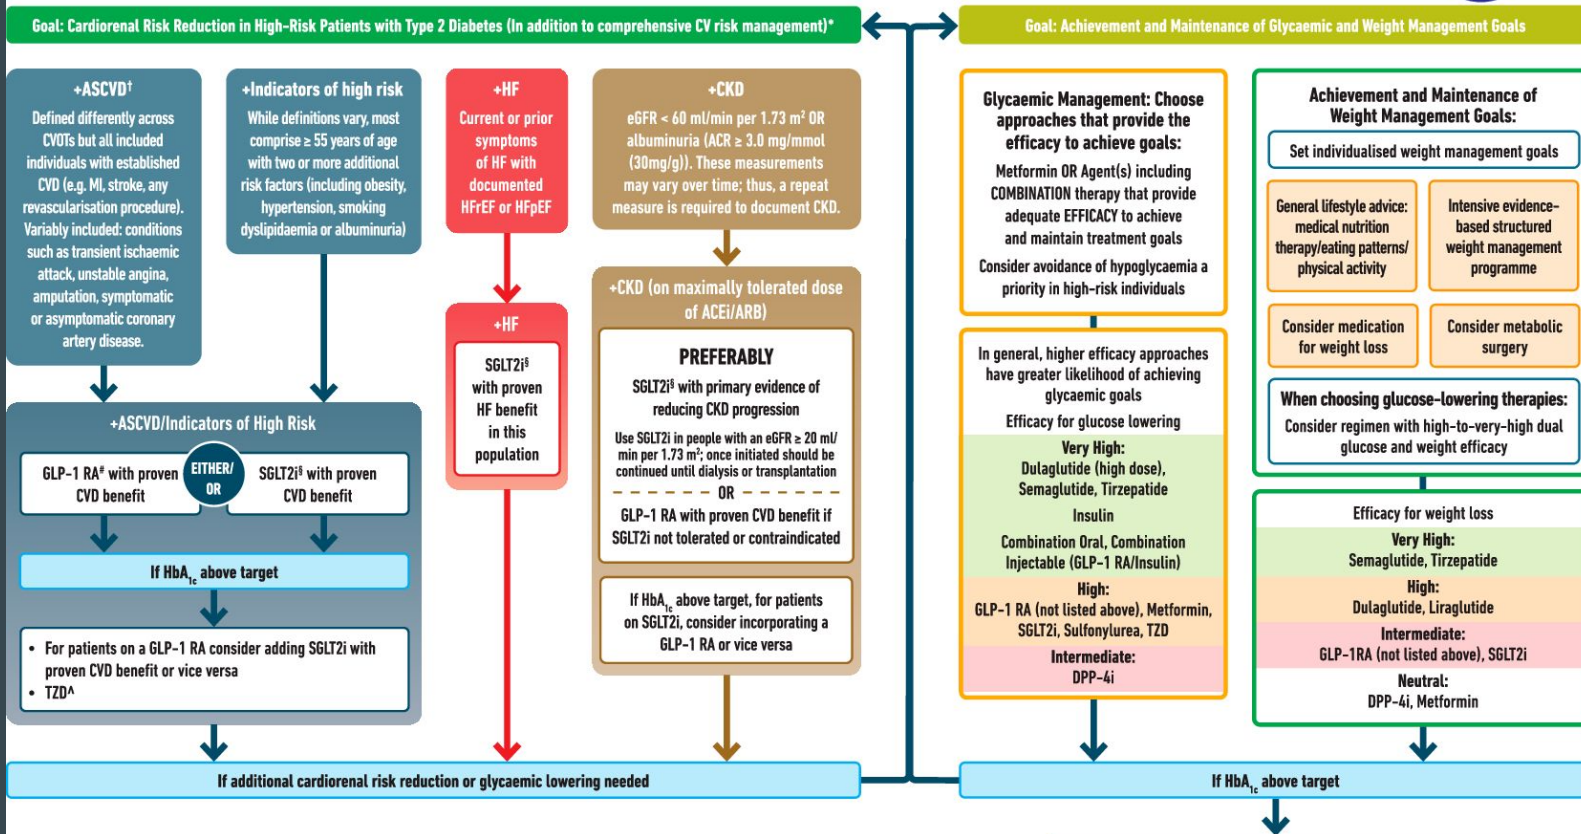 Goal: Cardiorenal Risk Reduction in High-Risk Patients with Type 2 Diabetes (In addition to comprehensive CV risk management)*
+ASCVD†
Defined differently across
CVOTs but all included
individuals with established
CVD (e.g. MI, stroke, any
revascularisation procedure).
Variably included: conditions
such as transient ischaemic
attack, unstable angina,
amputation, symptomatic
or asymptomatic coronary
artery disease.
+Indicators of high risk
While definitions vary, most
comprise ≥ 55 years of age
with two or more additional
risk factors (including obesity,
hypertension, smoking
dyslipidaemia or albuminuria)
+HF
Current or prior
symptoms
of HF with
documented
HFrEF or HFpEF
+CKD
eGFR < 60 ml/min per 1.73 m² OR
albuminuria (ACR ≥ 3.0 mg/mmol
(30mg/g)). These measurements
may vary over time; thus, a repeat
measure is required to document CKD.
+ASCVD/Indicators of High Risk
GLP-1 RA# with proven
CVD benefit
EITHER/
OR
SGLT2i§ with proven
CVD benefit
If HbA1c above target
• For patients on a GLP-1 RA consider adding SGLT2i with
proven CVD benefit or vice versa
• TZD^
+HF
SGLT2i§
with proven
HF benefit
in this
population
+CKD (on maximally tolerated dose
of ACEi/ARB)
PREFERABLY
SGLT2i§ with primary evidence of
reducing CKD progression
Use SGLT2i in people with an eGFR ≥ 20 ml/
min per 1.73 m²; once initiated should be
continued until dialysis or transplantation
OR
GLP-1 RA with proven CVD benefit if
SGLT2i not tolerated or contraindicated
If HbA1c above target, for patients
on SGLT2i, consider incorporating a
GLP-1 RA or vice versa
If additional cardiorenal risk reduction or glycaemic lowering needed
Goal: Achievement and Maintenance of Glycaemic and Weight Management Goals
Glycaemic Management: Choose
approaches that provide the
efficacy to achieve goals:
Metformin OR Agent(s) including
COMBINATION therapy that provide
adequate EFFICACY to achieve
and maintain treatment goals
Consider avoidance of hypoglycaemia a
priority in high-risk individuals
In general, higher efficacy approaches
have greater likelihood of achieving
glycaemic goals
Efficacy for glucose lowering
Very High:
Dulaglutide (high dose),
Semaglutide, Tirzepatide
Insulin
Combination Oral, Combination
Injectable (GLP-1 RA/Insulin)
High:
GLP-1 RA (not listed above), Metformin,
SGLT2i, Sulfonylurea, TZD
Intermediate:
DPP-4i
Achievement and Maintenance of
Weight Management Goals:
Set individualised weight management goals
General lifestyle advice:
medical nutrition
therapy/eating patterns/
physical activity
Intensive evidence-
based structured
weight management
programme
Consider medication
for weight loss
Consider metabolic
surgery
When choosing glucose-lowering therapies:
Consider regimen with high-to-very-high dual
glucose and weight efficacy
Efficacy for weight loss
Very High:
Semaglutide, Tirzepatide
High:
Dulaglutide, Liraglutide
Intermediate:
GLP-1RA (not listed above), SGLT2i
Neutral:
DPP-4i, Metformin
If HbA1c above target